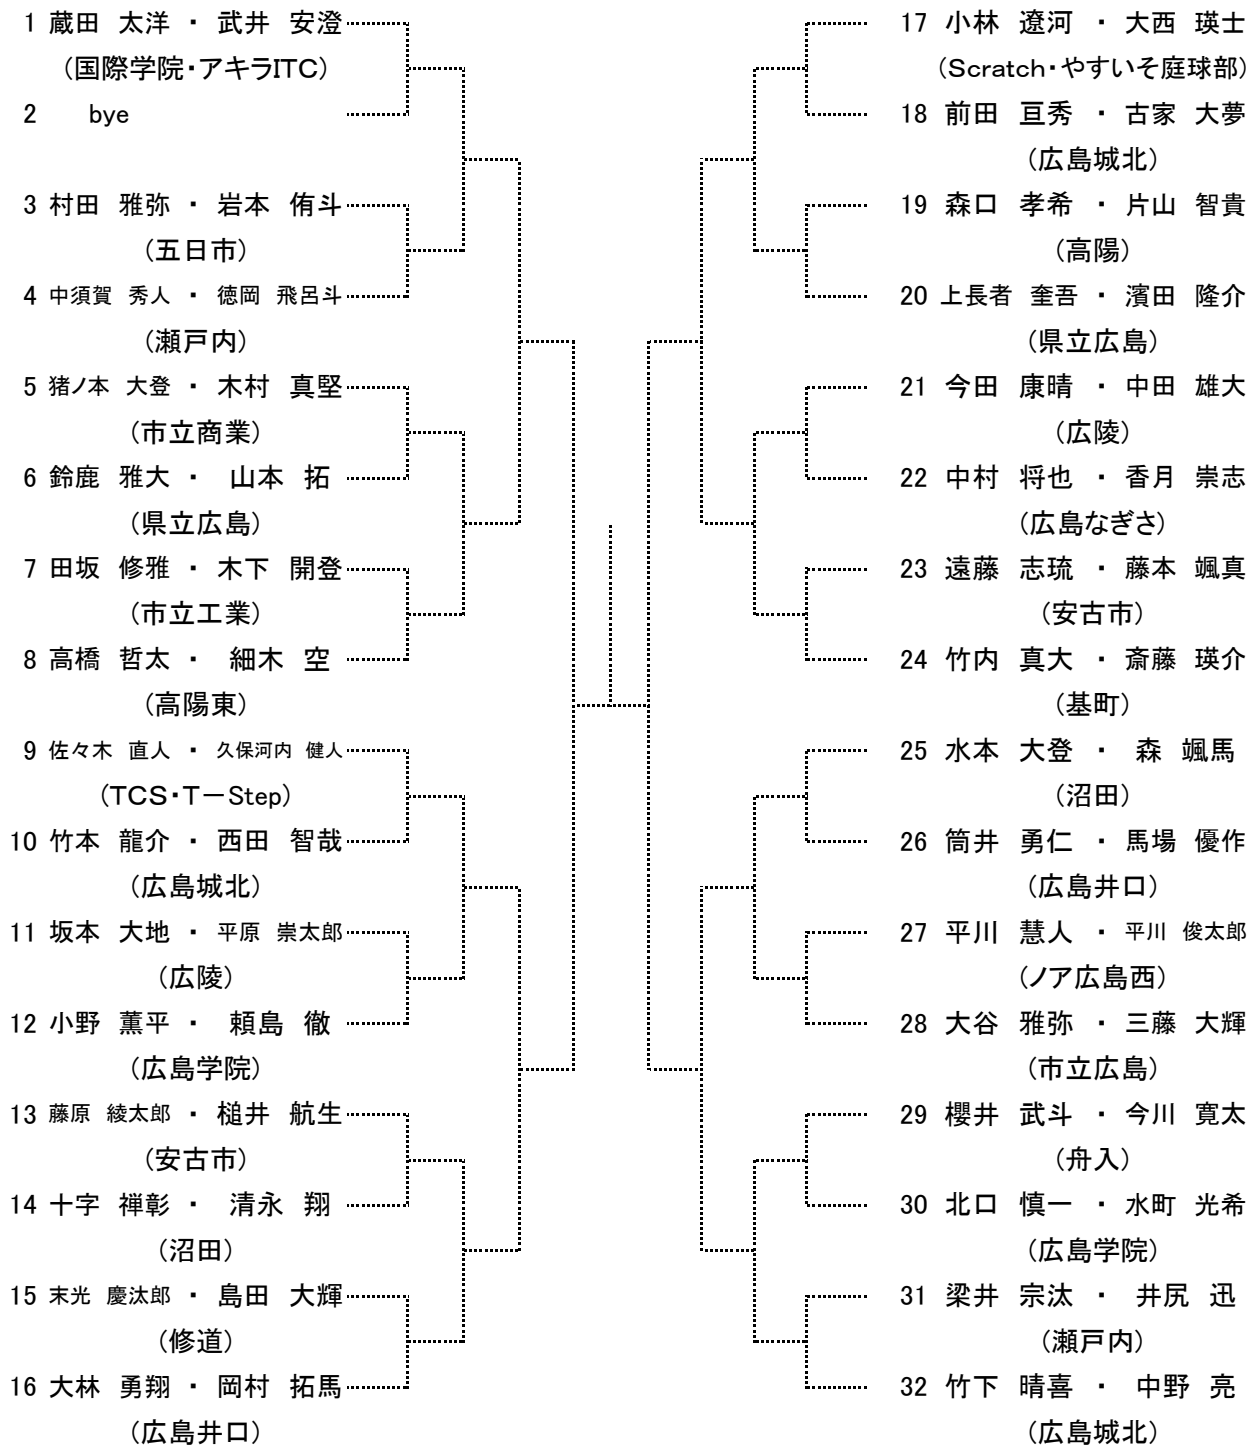 1 蔵田 太洋 ・ 武井 安澄
(国際学院・アキラITC)
2 bye
3 村田 雅弥 ・ 岩本 侑斗
(五日市)
4 中須賀 秀人 ・ 徳岡 飛呂斗
(瀬戸内)
5 猪ノ本 大登 ・ 木村 真堅
(市立商業)
6 鈴鹿 雅大 ・ 山本 拓
(県立広島)
7 田坂 修雅 ・ 木下 開登
(市立工業)
8 高橋 哲太 ・ 細木 空
(高陽東)
9 佐々木 直人 ・ 久保河内 健人
(TCS・T－Step)
10 竹本 龍介 ・ 西田 智哉
(広島城北)
11 坂本 大地 ・ 平原 崇太郎
(広陵)
12 小野 薫平 ・ 頼島 徹
(広島学院)
13 藤原 綾太郎 ・ 槌井 航生
(安古市)
14 十字 禅彰 ・ 清永 翔
(沼田)
15 末光 慶汰郎 ・ 島田 大輝
(修道)
16 大林 勇翔 ・ 岡村 拓馬
(広島井口)
17 小林 遼河 ・ 大西 瑛士
(Scratch・やすいそ庭球部)
18 前田 亘秀 ・ 古家 大夢
(広島城北)
19 森口 孝希 ・ 片山 智貴
(高陽)
20 上長者 奎吾 ・ 濱田 隆介
(県立広島)
21 今田 康晴 ・ 中田 雄大
(広陵)
22 中村 将也 ・ 香月 崇志
(広島なぎさ)
23 遠藤 志琉 ・ 藤本 颯真
(安古市)
24 竹内 真大 ・ 斎藤 瑛介
(基町)
25 水本 大登 ・ 森 颯馬
(沼田)
26 筒井 勇仁 ・ 馬場 優作
(広島井口)
27 平川 慧人 ・ 平川 俊太郎
(ノア広島西)
28 大谷 雅弥 ・ 三藤 大輝
(市立広島)
29 櫻井 武斗 ・ 今川 寛太
(舟入)
30 北口 慎一 ・ 水町 光希
(広島学院)
31 梁井 宗汰 ・ 井尻 迅
(瀬戸内)
32 竹下 晴喜 ・ 中野 亮
(広島城北)